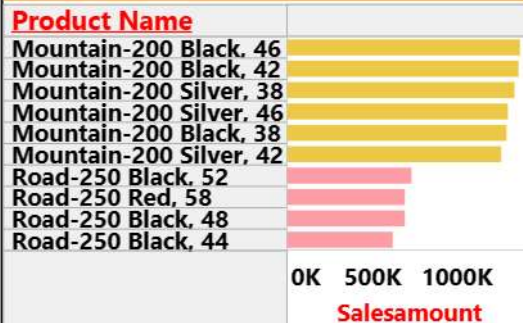 Product Name
Mountain-200 Black, 46
Mountain-200 Black, 42
Mountain-200 Silver, 38
Mountain-200 Silver, 46
Mountain-200 Black, 38
Mountain-200 Silver, 42
Road-250 Black, 52
Road-250 Red, 58
Road-250 Black, 48
Road-250 Black, 44
0K 500K 1000K
Salesamount